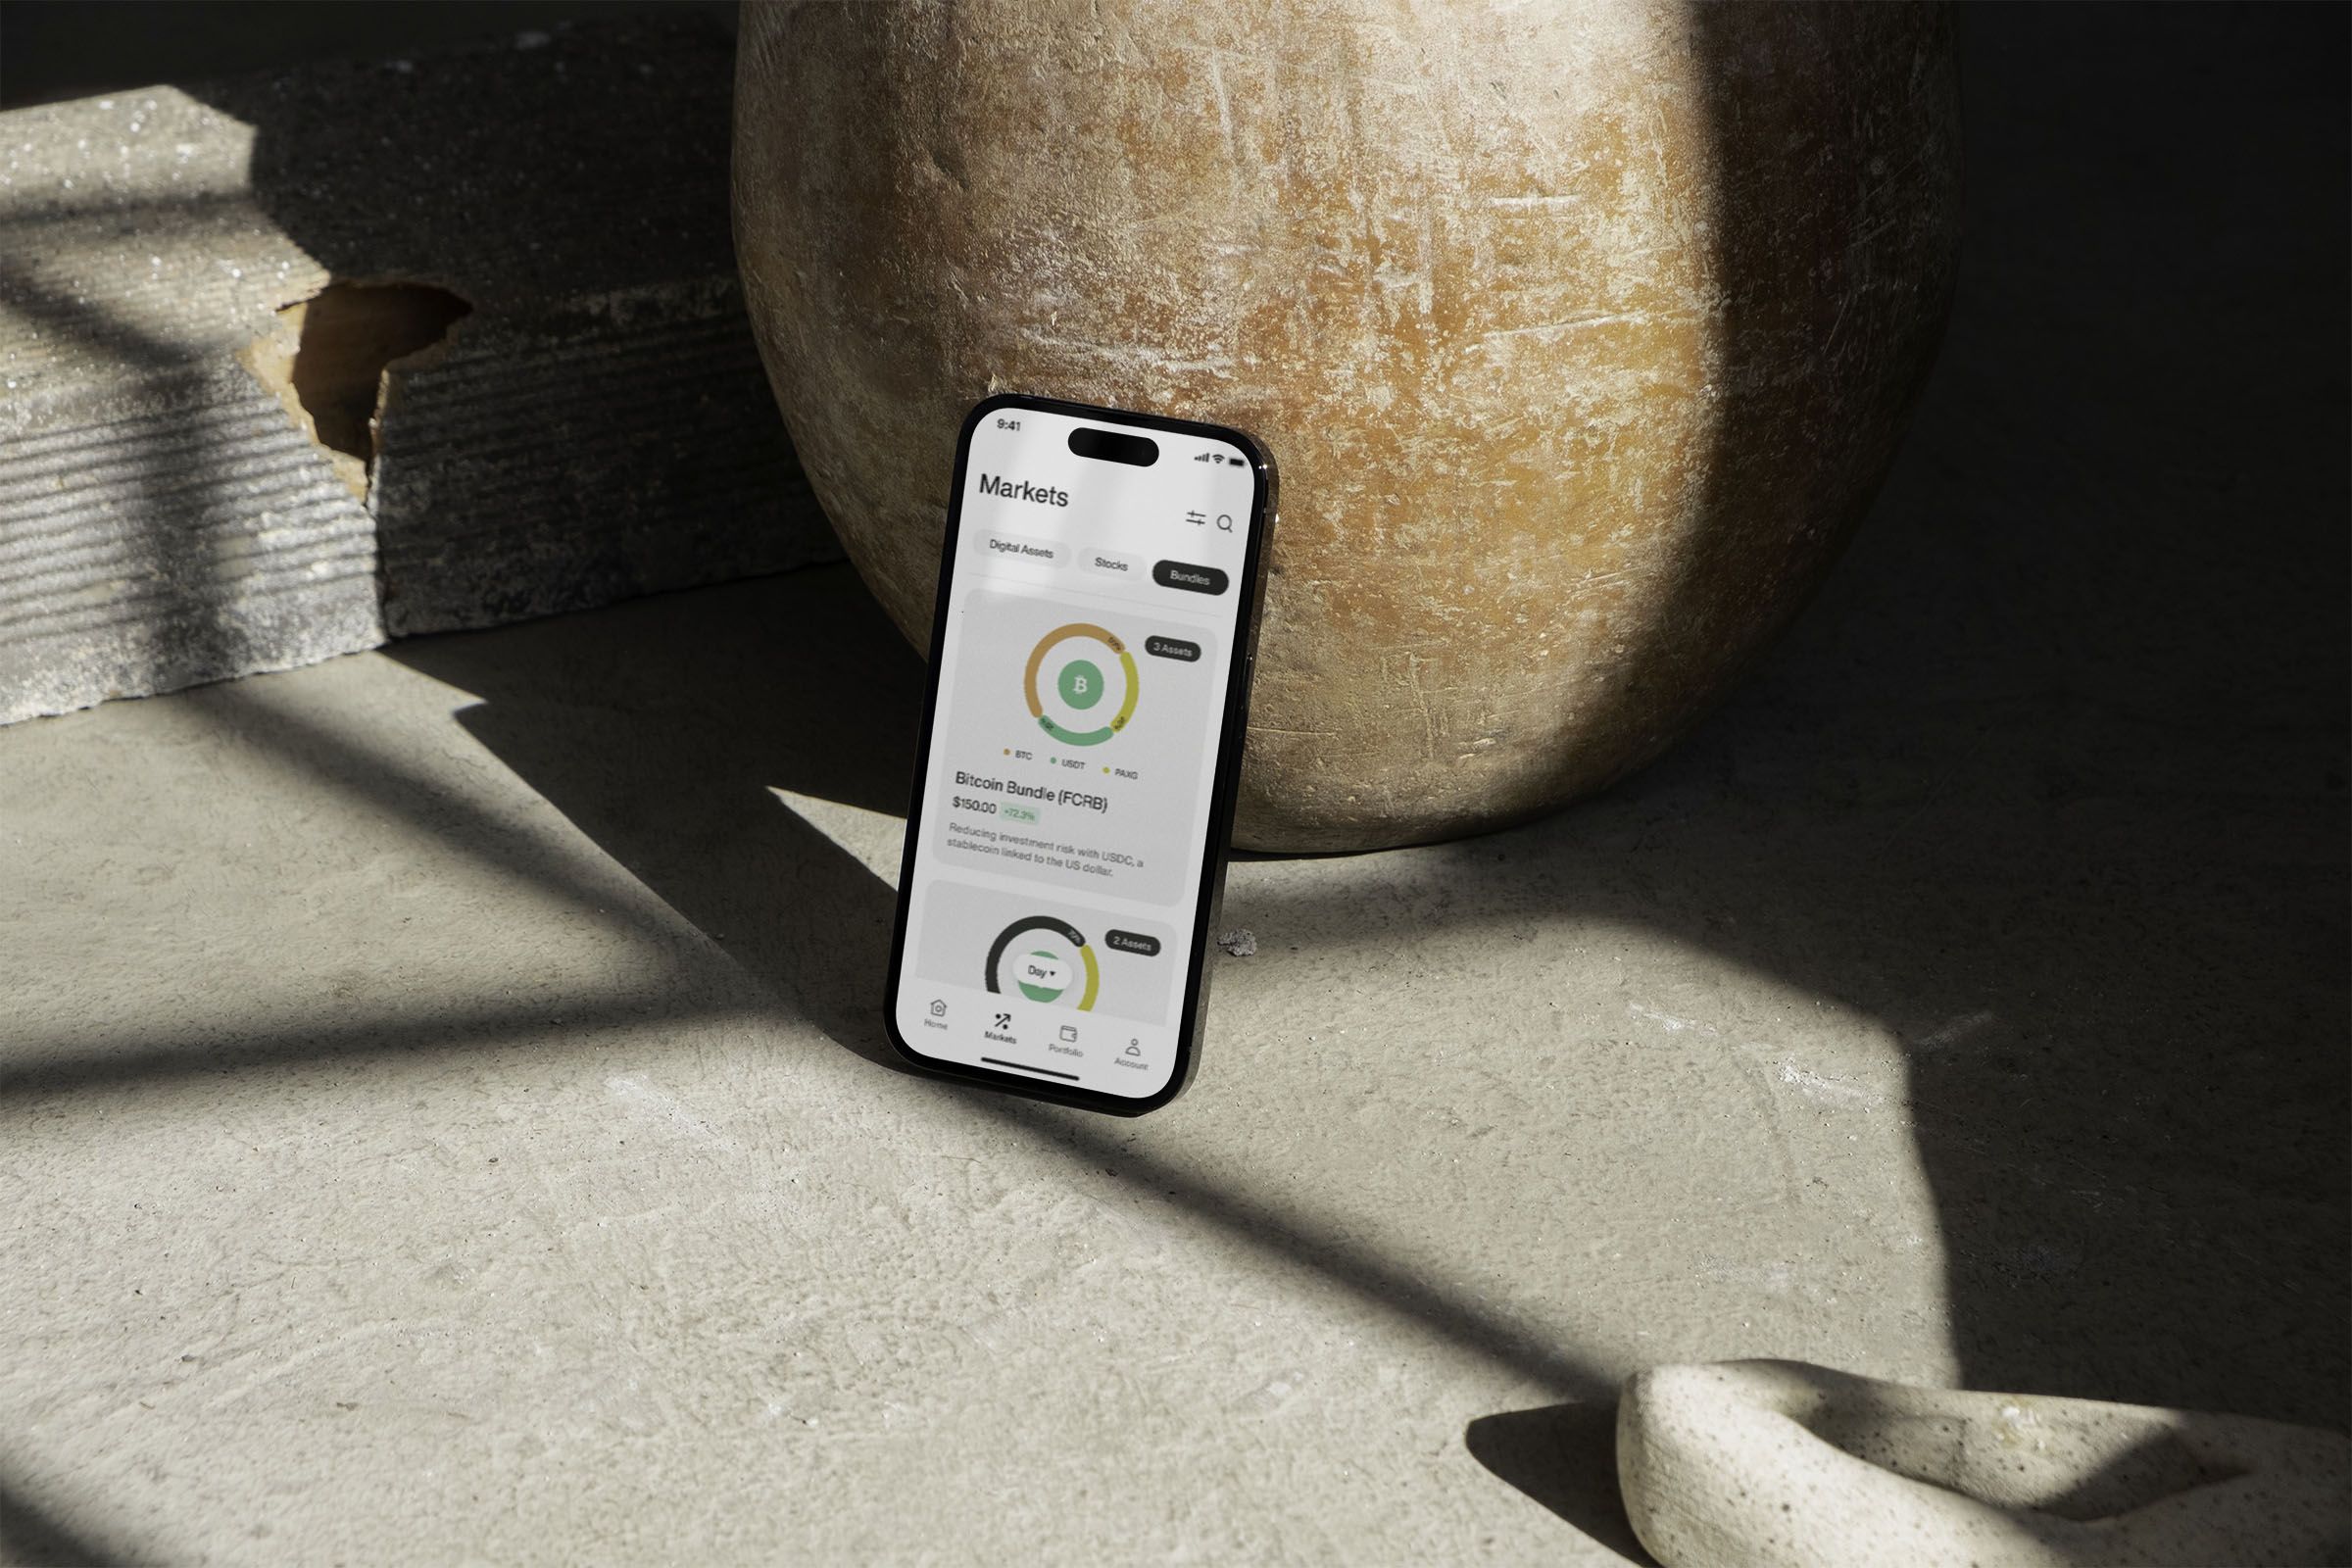 9:41
Markets
Digital Assets Stocks Bundles
3 Assets
BTC USDT PAXG
Bitcoin Bundle (FCRB)
$150.00 +72.3%
Reducing investment risk with USDC, a
stablecoin linked to the US dollar.
2 Assets
Day
Home Markets Portfolio Account